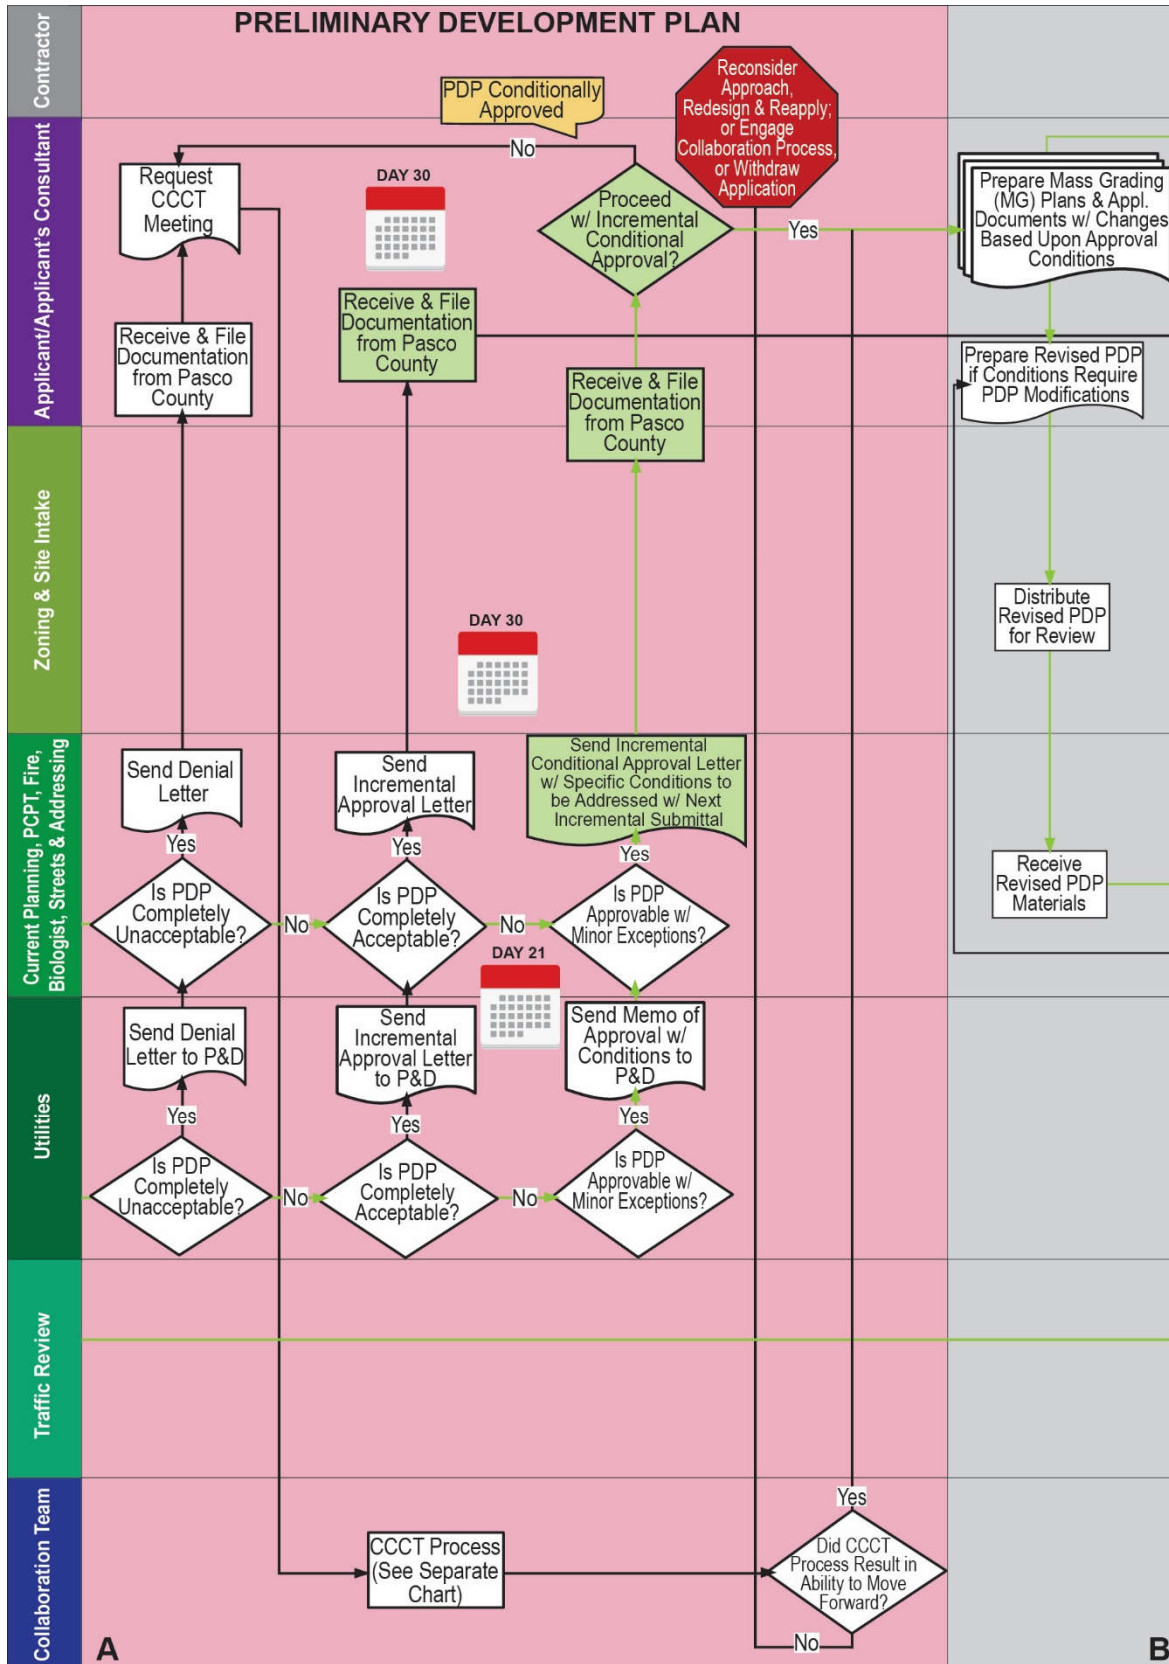 PRELIMINARY DEVELOPMENT PLAN
Contractor
PDP Conditionally
Approved
Reconsider
Approach,
Redesign & Reapply;
or Engage
Collaboration Process,
or Withdraw
Application
Applicant/Applicant's Consultant
No
Request
CCCT
Meeting
DAY 30
Proceed
w/ Incremental
Conditional
Approval?
Yes
Prepare Mass Grading
(MG) Plans & Appl.
Documents w/ Changes
Based Upon Approval
Conditions
Receive & File
Documentation
from Pasco
County
Receive & File
Documentation
from Pasco
County
Receive & File
Documentation
from Pasco
County
Prepare Revised PDP
if Conditions Require
PDP Modifications
Zoning & Site Intake
DAY 30
Distribute
Revised PDP
for Review
Current Planning, PCPT, Fire,
Biologist, Streets & Addressing
Send Denial
Letter
Send
Incremental
Approval Letter
Send Incremental
Conditional Approval Letter
w/ Specific Conditions to
be Addressed w/ Next
Incremental Submittal
Yes
Yes
Yes
Is PDP
Completely
Unacceptable?
No
Is PDP
Completely
Acceptable?
No
Is PDP
Approvable w/
Minor Exceptions?
Receive
Revised PDP
Materials
DAY 21
Utilities
Send Denial
Letter to P&D
Send
Incremental
Approval Letter
to P&D
Send Memo of
Approval w/
Conditions to
P&D
Yes
Yes
Yes
Is PDP
Completely
Unacceptable?
No
Is PDP
Completely
Acceptable?
No
Is PDP
Approvable w/
Minor Exceptions?
Traffic Review
Collaboration Team
CCCT Process
(See Separate
Chart)
Yes
Did CCCT
Process Result in
Ability to Move
Forward?
No
A
B